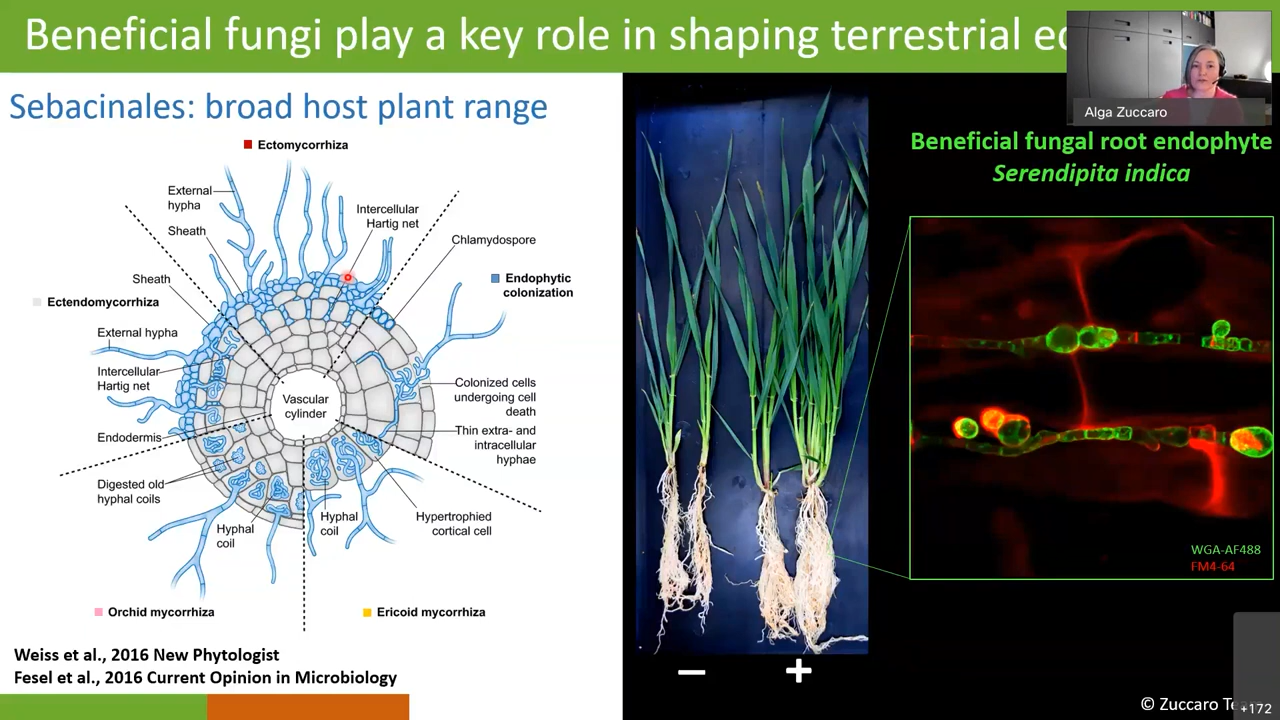 Beneficial fungi play a key role in shaping terrestrial
Alga Zuccaro
Sebacinales: broad host plant range
Ectomycorrhiza
External
hypha
Sheath
Intercellular
Hartig net
Chlamydospore
Sheath
Endophytic
colonization
Ectendomycorrhiza
External hypha
Intercellular
Hartig net
Vascular
cylinder
Colonized cells
undergoing cell
death
Thin extra- and
intracellular
hyphae
Endodermis
Digested old
hyphal coils
Hyphal
coil
Hyphal
coil
Hypertrophied
cortical cell
Orchid mycorrhiza
Ericoid mycorrhiza
Weiss et al., 2016 New Phytologist
Fesel et al., 2016 Current Opinion in Microbiology
– +
Beneficial fungal root endophyte
Serendipita indica
WGA-AF488
FM4-64
© Zuccaro
+172